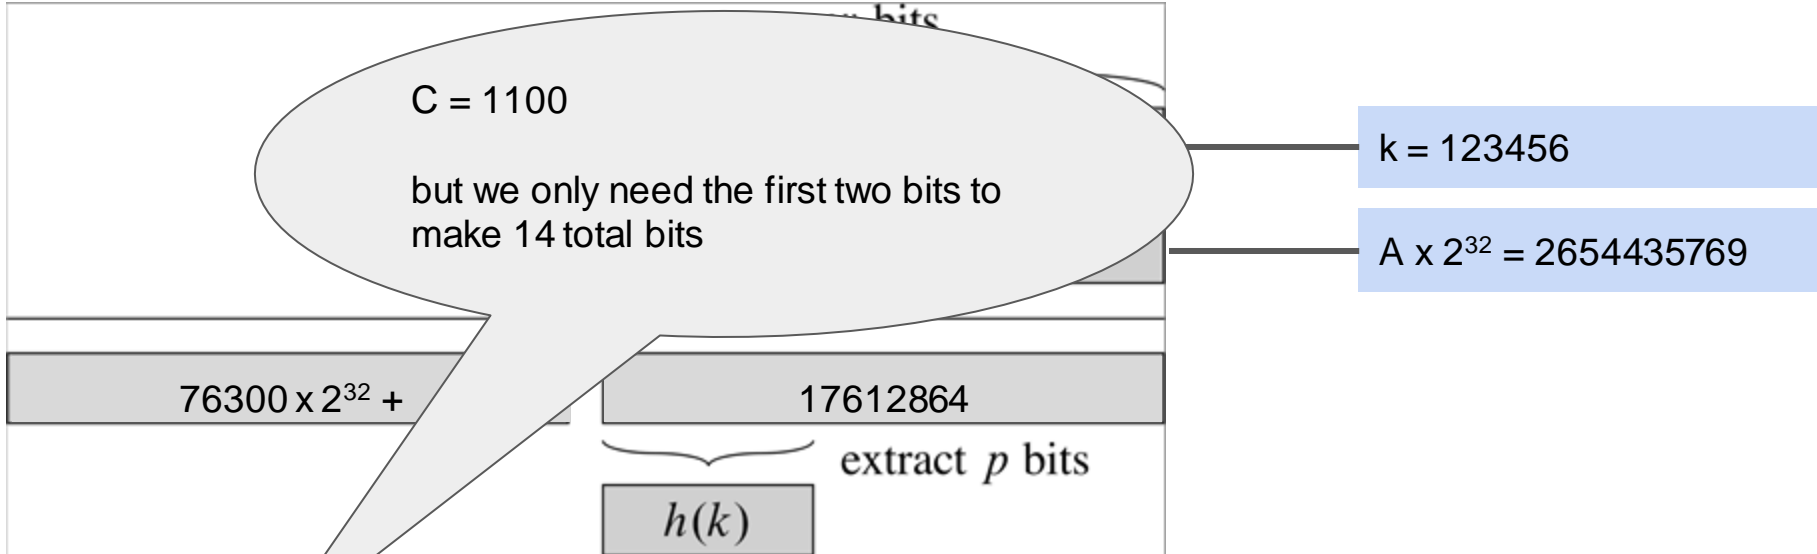 bits
C = 1100
k = 123456
but we only need the first two bits to
make 14 total bits
A x 2³² = 2654435769
76300 x 2³² +
17612864
extract p bits
h(k)